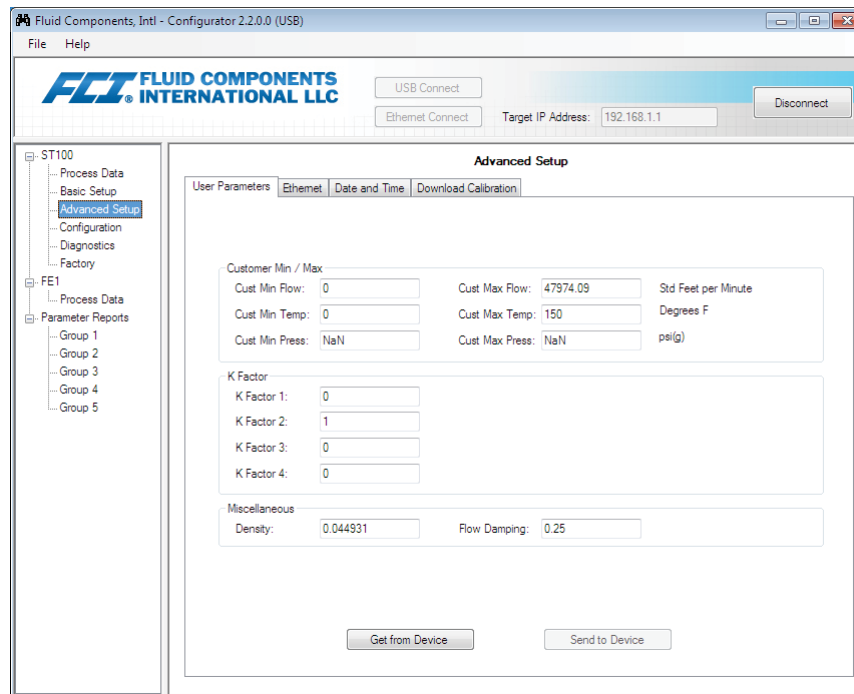 Fluid Components, Intl - Configurator 2.2.0.0 (USB)
File Help
FCI. FLUID COMPONENTS
® INTERNATIONAL LLC
USB Connect
Ethernet Connect Target IP Address: 192.168.1.1
Disconnect
ST100
Process Data
Basic Setup
Advanced Setup
Configuration
Diagnostics
Factory
FE1
Process Data
Parameter Reports
Group 1
Group 2
Group 3
Group 4
Group 5
Advanced Setup
User Parameters Ethernet Date and Time Download Calibration
Customer Min / Max
Cust Min Flow: 0 Cust Max Flow: 47974.09 Std Feet per Minute
Cust Min Temp: 0 Cust Max Temp: 150 Degrees F
Cust Min Press: NaN Cust Max Press: NaN psi(g)
K Factor
K Factor 1: 0
K Factor 2: 1
K Factor 3: 0
K Factor 4: 0
Miscellaneous
Density: 0.044931 Flow Damping: 0.25
Get from Device Send to Device